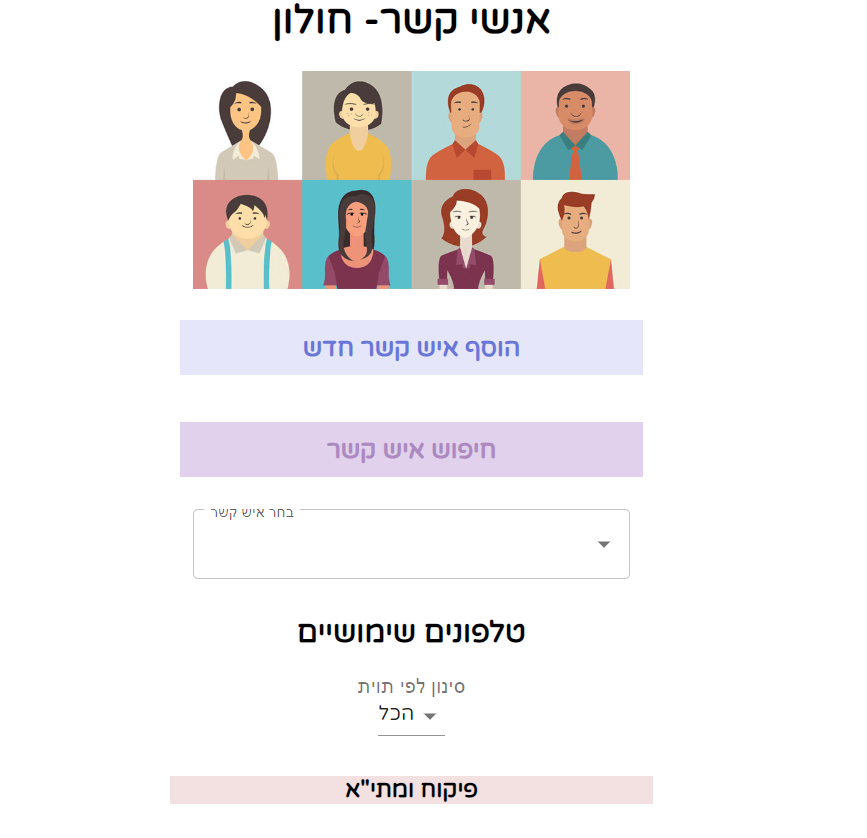 אנשי קשר- חולון
הוסף איש קשר חדש
חיפוש איש קשר
בחר איש קשר
טלפונים שימושיים
סינון לפי תוית
הכל
פיקוח ומתי"א